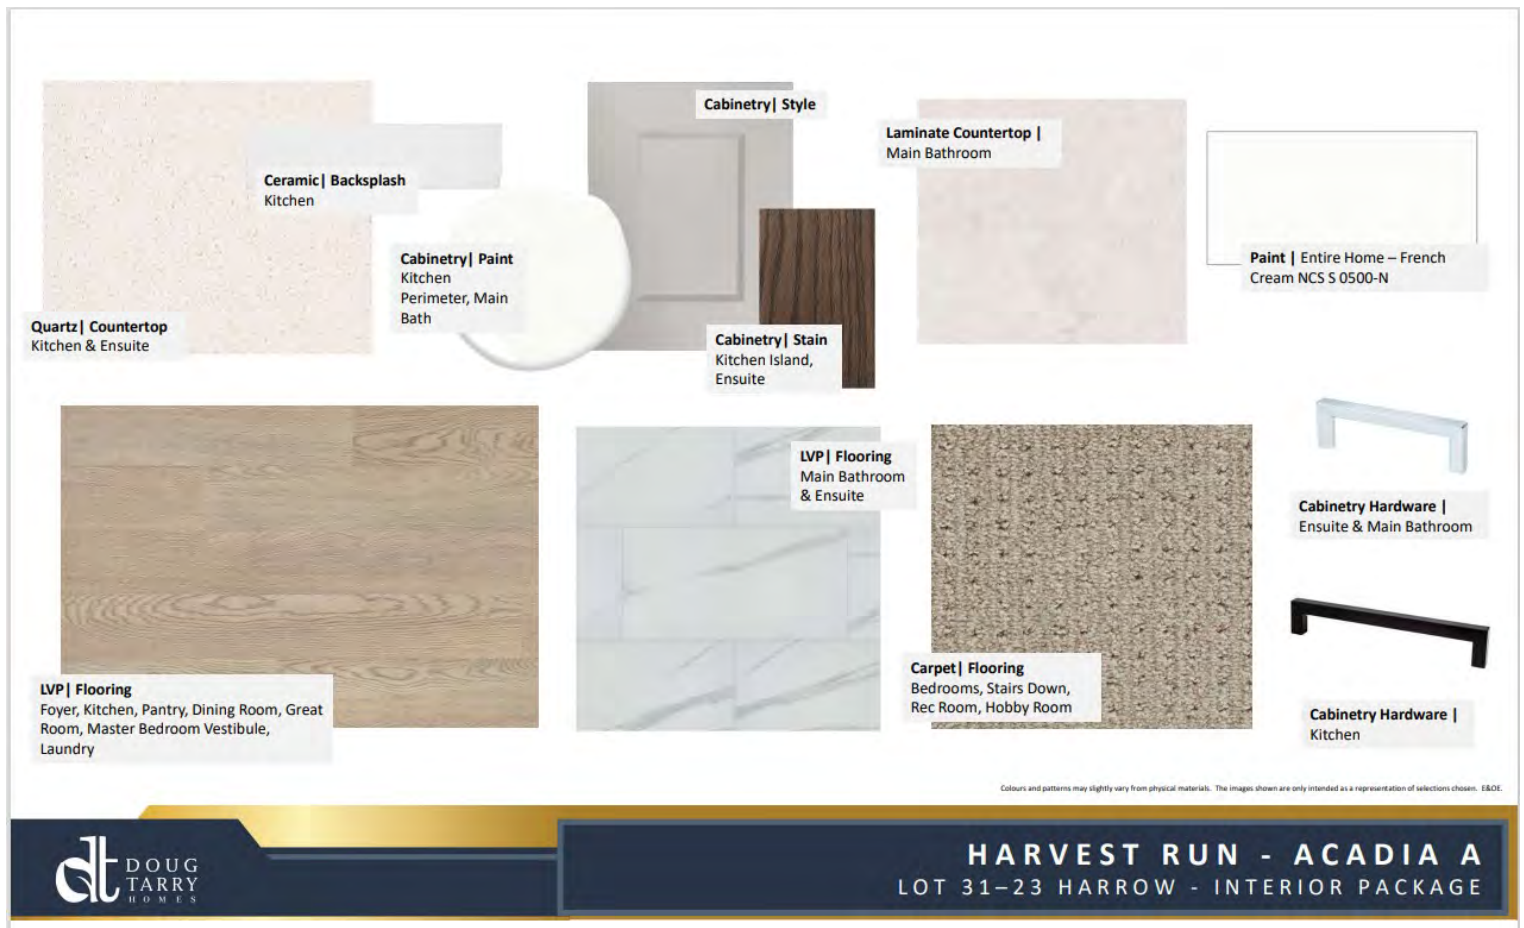 Cabinetry| Style
Laminate Countertop |
Main Bathroom
Ceramic| Backsplash
Kitchen
Cabinetry| Paint
Kitchen
Perimeter, Main
Bath
Paint | Entire Home – French
Cream NCS S 0500-N
Quartz| Countertop
Kitchen & Ensuite
Cabinetry| Stain
Kitchen Island,
Ensuite
LVP| Flooring
Main Bathroom
& Ensuite
Cabinetry Hardware |
Ensuite & Main Bathroom
LVP| Flooring
Foyer, Kitchen, Pantry, Dining Room, Great
Room, Master Bedroom Vestibule,
Laundry
Carpet| Flooring
Bedrooms, Stairs Down,
Rec Room, Hobby Room
Cabinetry Hardware |
Kitchen
Colours and patterns may slightly vary from physical materials. The images shown are only intended as a representation of selections chosen. E&OE.
dt
DOUG
TARRY
HOMES
HARVEST RUN - ACADIA A
LOT 31–23 HARROW - INTERIOR PACKAGE